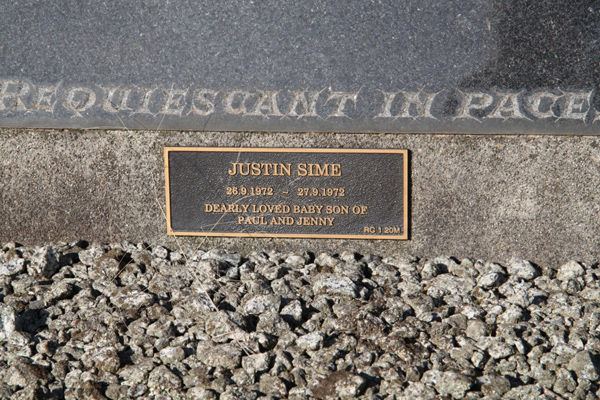 REQUIESCANT IN PACE.
JUSTIN SIME
26.9.1972 ~ 27.9.1972
DEARLY LOVED BABY SON OF
PAUL AND JENNY
RC 1 20M